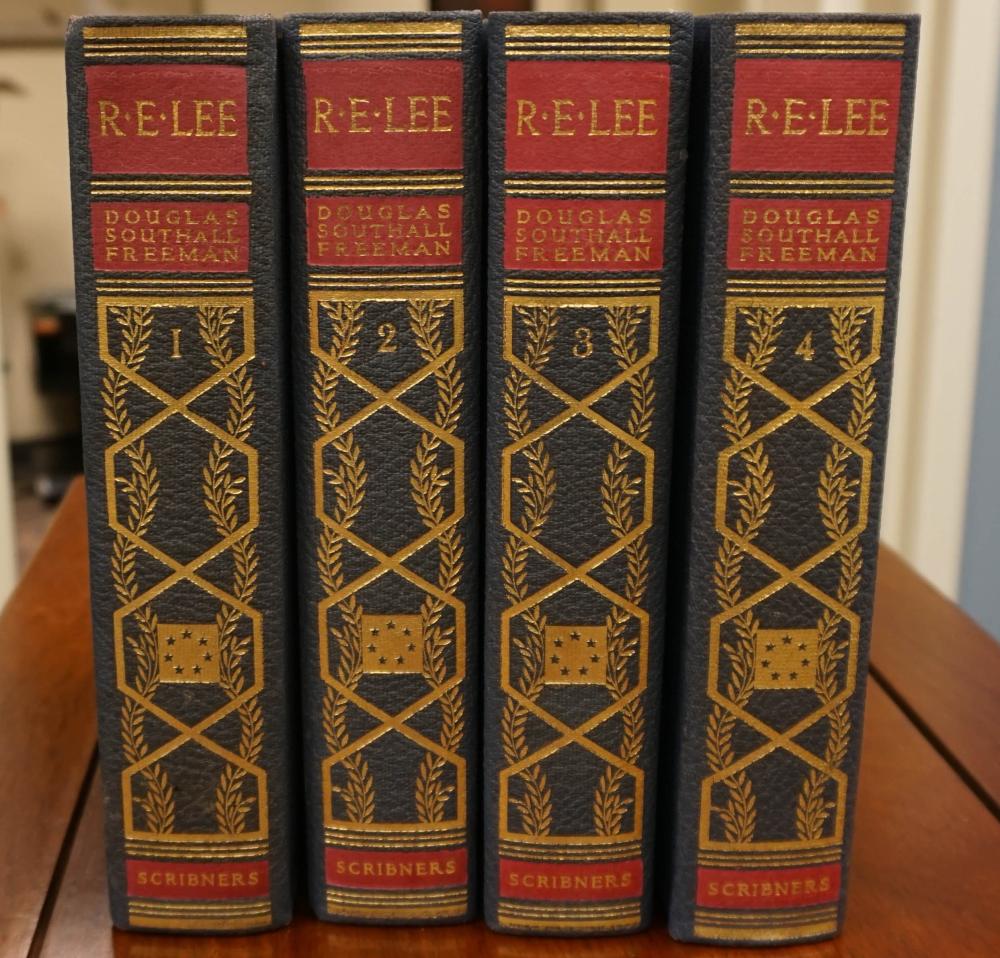 R·E·LEE
DOUGLAS
SOUTHALL
FREEMAN
1
SCRIBNERS
R·E·LEE
DOUGLAS
SOUTHALL
FREEMAN
2
SCRIBNERS
R·E·LEE
DOUGLAS
SOUTHALL
FREEMAN
3
SCRIBNERS
R·E·LEE
DOUGLAS
SOUTHALL
FREEMAN
4
SCRIBNERS